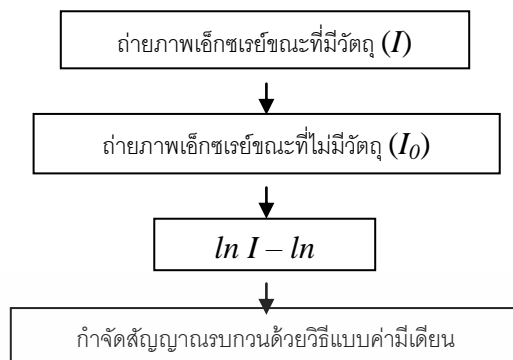 ถ่ายภาพเอ็กซเรย์ขณะที่มีวัตถุ (I)
ถ่ายภาพเอ็กซเรย์ขณะที่ไม่มีวัตถุ (I0)
ln I – ln
กำจัดสัญญาณรบกวนด้วยวิธีแบบค่ามีเดียน